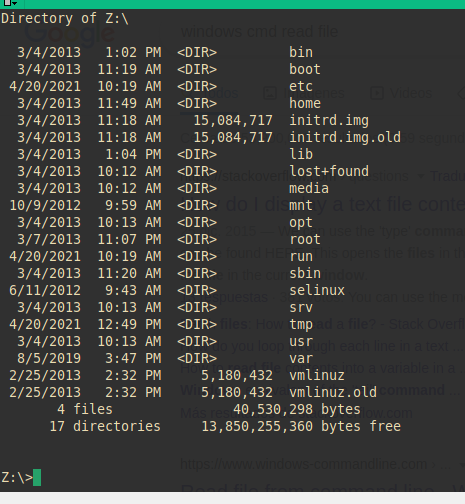 Directory of Z:\
3/4/2013 1:02 PM <DIR> bin
3/4/2013 11:19 AM <DIR> boot
4/20/2021 10:19 AM <DIR> etc
3/4/2013 11:49 AM <DIR> home
3/4/2013 11:18 AM 15,084,717 initrd.img
3/4/2013 11:18 AM 15,084,717 initrd.img.old
3/4/2013 1:04 PM <DIR> lib
3/4/2013 10:12 AM <DIR> lost+found
3/4/2013 10:12 AM <DIR> media
10/9/2012 9:59 AM <DIR> mnt
3/4/2013 10:13 AM <DIR> opt
3/7/2013 11:07 PM <DIR> root
4/20/2021 10:19 AM <DIR> run
3/4/2013 11:20 AM <DIR> sbin
6/11/2012 9:43 AM <DIR> selinux
3/4/2013 10:13 AM <DIR> srv
4/20/2021 12:49 PM <DIR> tmp
3/4/2013 10:13 AM <DIR> usr
8/5/2019 3:47 PM <DIR> var
2/25/2013 2:32 PM 5,180,432 vmlinuz
2/25/2013 2:32 PM 5,180,432 vmlinuz.old
4 files 40,530,298 bytes
17 directories 13,850,255,360 bytes free
Z:\>
Google
windows cmd read file